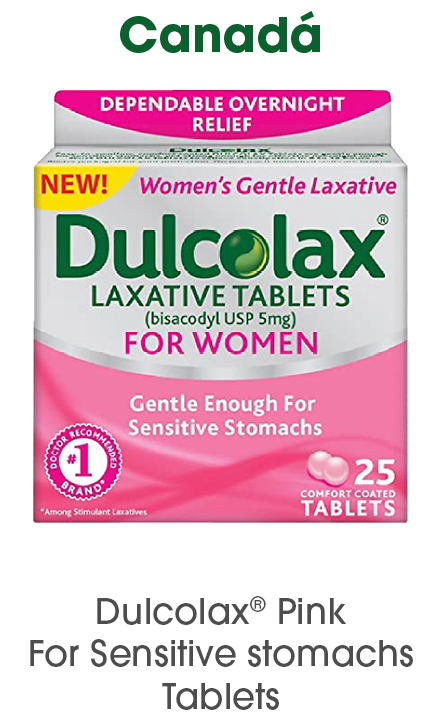 Canadá
DEPENDABLE OVERNIGHT
RELIEF
Dulcolax
NEW!
Women's Gentle Laxative
Dulcolax®
LAXATIVE TABLETS
(bisacodyl USP 5mg)
FOR WOMEN
Gentle Enough For
Sensitive Stomachs
DOCTOR RECOMMENDED
#1
BRAND*
25
COMFORT COATED
TABLETS
*Among Stimulant Laxatives
Dulcolax® Pink
For Sensitive stomachs
Tablets